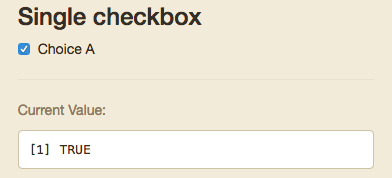 Single checkbox
Choice A
Current Value:
[1] TRUE